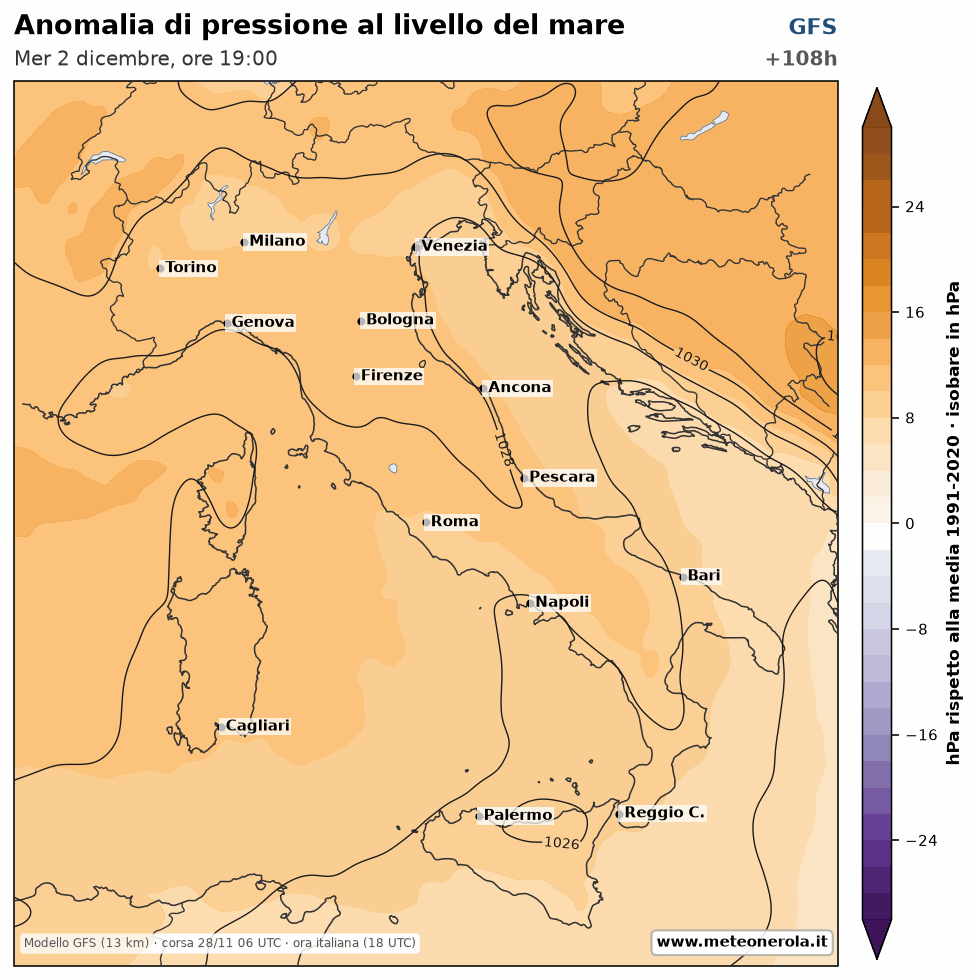 Anomalia di pressione al livello del mare
GFS
Mer 2 dicembre, ore 19:00
+108h
Milano
Venezia
Torino
Genova
Bologna
Firenze
Ancona
1030
1028
Pescara
Roma
Bari
Napoli
Cagliari
Palermo
Reggio C.
1026
24
16
8
0
−8
−16
−24
hPa rispetto alla media 1991-2020 · isobare in hPa
Modello GFS (13 km) · corsa 28/11 06 UTC · ora italiana (18 UTC)
www.meteonerola.it